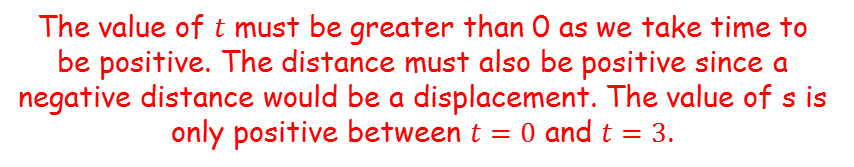 The value of t must be greater than 0 as we take time to
be positive. The distance must also be positive since a
negative distance would be a displacement. The value of s is
only positive between t = 0 and t = 3.